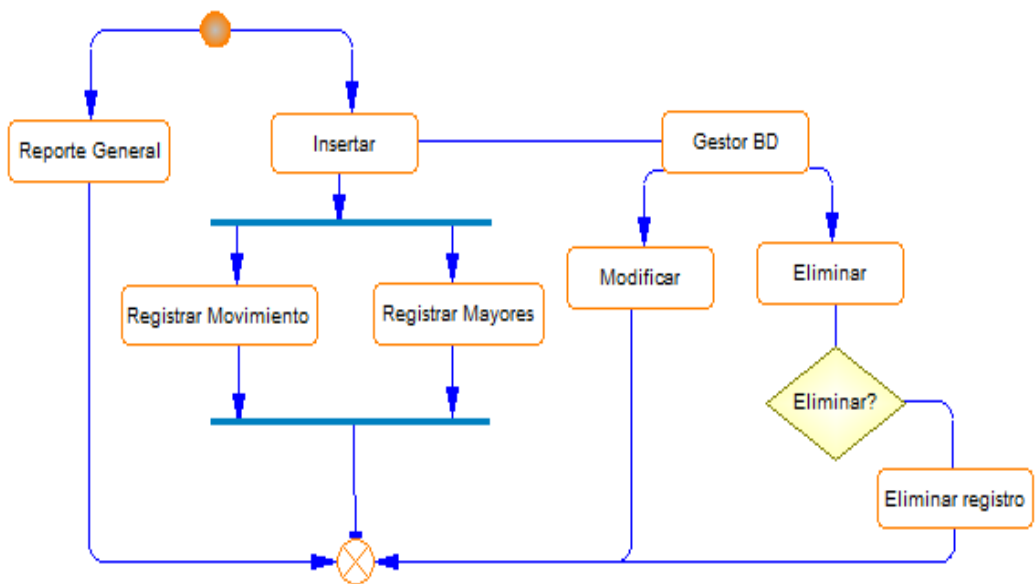 Reporte General
Insertar
Gestor BD
Modificar
Eliminar
Registrar Movimiento
Registrar Mayores
Eliminar?
Eliminar registro